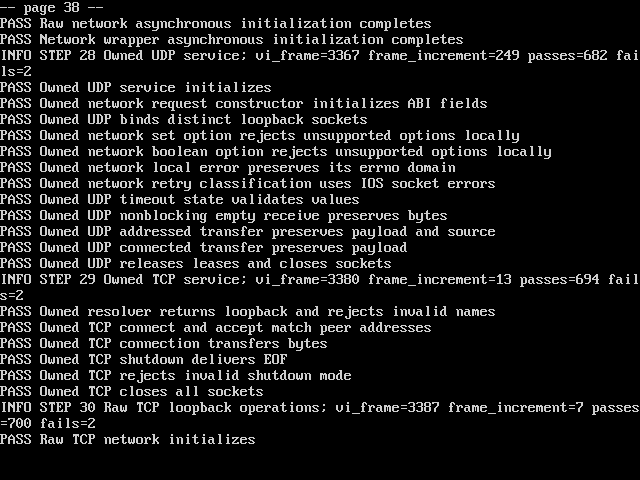 -- page 38 --
PASS Raw network asynchronous initialization completes
PASS Network wrapper asynchronous initialization completes
INFO STEP 28 Owned UDP service; vi_frame=3367 frame_increment=249 passes=682 fai
ls=2
PASS Owned UDP service initializes
PASS Owned network request constructor initializes ABI fields
PASS Owned UDP binds distinct loopback sockets
PASS Owned network set option rejects unsupported options locally
PASS Owned network boolean option rejects unsupported options locally
PASS Owned network local error preserves its errno domain
PASS Owned network retry classification uses IOS socket errors
PASS Owned UDP timeout state validates values
PASS Owned UDP nonblocking empty receive preserves bytes
PASS Owned UDP addressed transfer preserves payload and source
PASS Owned UDP connected transfer preserves payload
PASS Owned UDP releases leases and closes sockets
INFO STEP 29 Owned TCP service; vi_frame=3380 frame_increment=13 passes=694 fail
s=2
PASS Owned resolver returns loopback and rejects invalid names
PASS Owned TCP connect and accept match peer addresses
PASS Owned TCP connection transfers bytes
PASS Owned TCP shutdown delivers EOF
PASS Owned TCP rejects invalid shutdown mode
PASS Owned TCP closes all sockets
INFO STEP 30 Raw TCP loopback operations; vi_frame=3387 frame_increment=7 passes
=700 fails=2
PASS Raw TCP network initializes